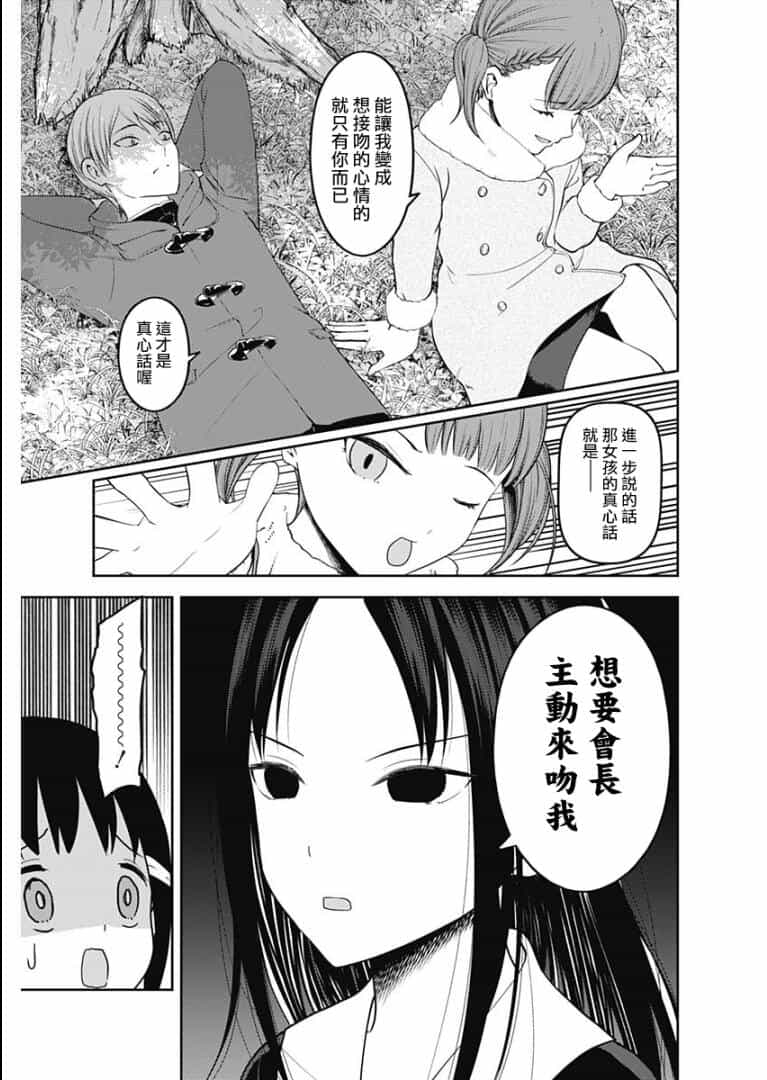 能讓我變成
想接吻的心情的
就只有你而已
這才是
真心話喔
進一步說的話
那女孩的真心話
就是——
想要會長
主動來吻我
~~~~~~！